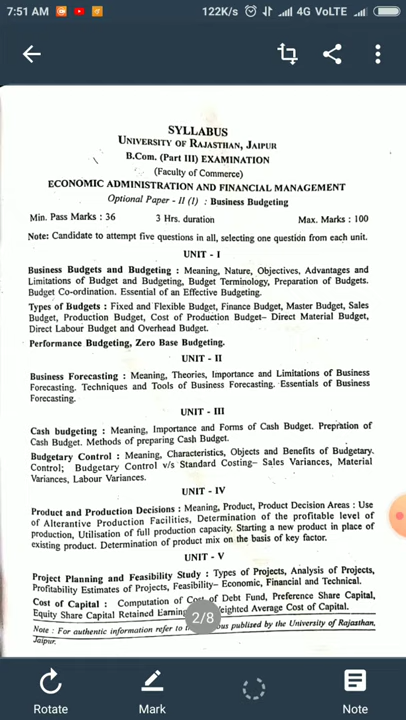 7:51 AM 122K/s 4G VoLTE
SYLLABUS
UNIVERSITY OF RAJASTHAN, JAIPUR
B.Com. (Part III) EXAMINATION
(Faculty of Commerce)
ECONOMIC ADMINISTRATION AND FINANCIAL MANAGEMENT
Optional Paper - II (I) : Business Budgeting
Min. Pass Marks : 36 3 Hrs. duration Max. Marks : 100
Note: Candidate to attempt five questions in all, selecting one question from each unit.
UNIT - I
Business Budgets and Budgeting : Meaning, Nature, Objectives, Advantages and
Limitations of Budget and Budgeting, Budget Terminology, Preparation of Budgets.
Budget Co-ordination. Essential of an Effective Budgeting.
Types of Budgets : Fixed and Flexible Budget, Finance Budget, Master Budget, Sales
Budget, Production Budget, Cost of Production Budget– Direct Material Budget,
Direct Labour Budget and Overhead Budget.
Performance Budgeting, Zero Base Budgeting.
UNIT - II
Business Forecasting : Meaning, Theories, Importance and Limitations of Business
Forecasting. Techniques and Tools of Business Forecasting. Essentials of Business
Forecasting.
UNIT - III
Cash budgeting : Meaning, Importance and Forms of Cash Budget. Prepration of
Cash Budget. Methods of preparing Cash Budget.
Budgetary Control : Meaning, Characteristics, Objects and Benefits of Budgetary.
Control; Budgetary Control v/s Standard Costing– Sales Variances, Material
Variances, Labour Variances.
UNIT - IV
Product and Production Decisions : Meaning, Product, Product Decision Areas : Use
of Alterantive Production Facilities, Determination of the profitable level of
production, Utilisation of full production capacity. Starting a new product in place of
existing product. Determination of product mix on the basis of key factor.
UNIT - V
Project Planning and Feasibility Study : Types of Projects, Analysis of Projects,
Profitability Estimates of Projects, Feasibility– Economic, Financial and Technical.
Cost of Capital : Computation of Cost of Debt Fund, Preference Share Capital,
Equity Share Capital Retained Earning Weighted Average Cost of Capital.
2/8
Note : For authentic information refer to publized by the University of Rajasthan,
Jaipur.
Rotate Mark Note